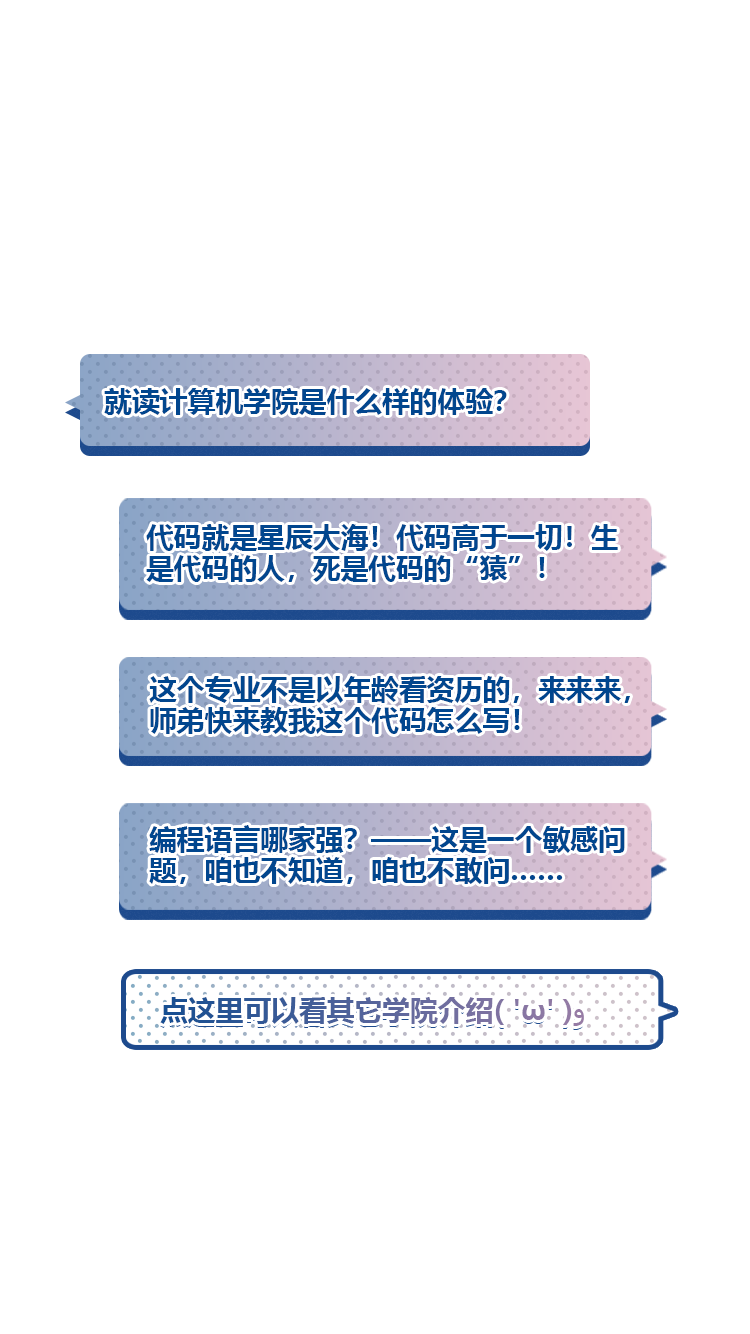 就读计算机学院是什么样的体验？
代码就是星辰大海！代码高于一切！生
是代码的人，死是代码的“猿”！
这个专业不是以年龄看资历的，来来来，
师弟快来教我这个代码怎么写！
编程语言哪家强？——这是一个敏感问
题，咱也不知道，咱也不敢问……
点这里可以看其它学院介绍( 'ω' )و